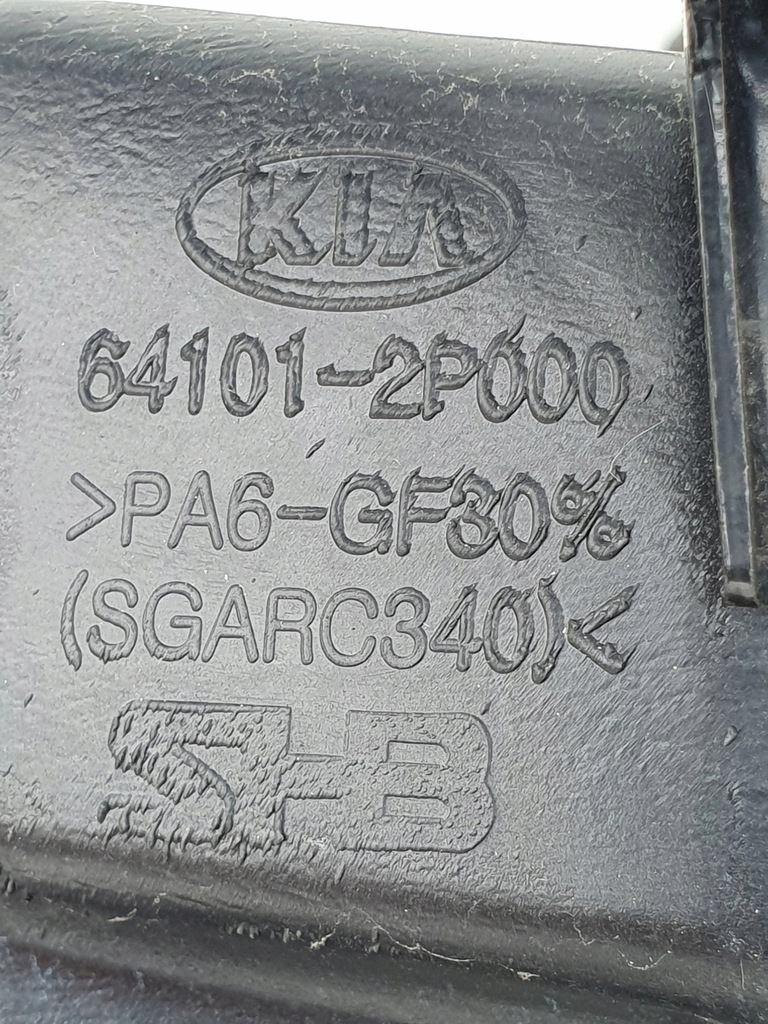 KIA
64101-2P000
>PA6-GF30%
(SGARC340)<
SHB